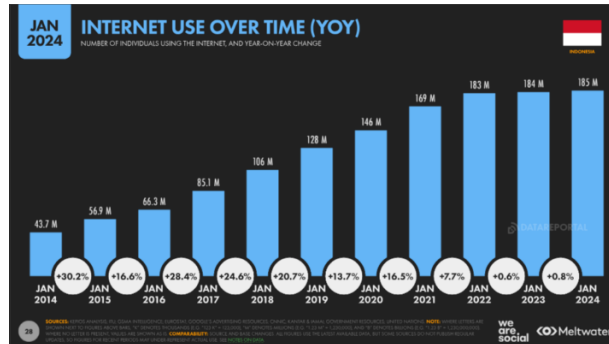 JAN
2024
INTERNET USE OVER TIME (YOY)
NUMBER OF INDIVIDUALS USING THE INTERNET, AND YEAR-ON-YEAR CHANGE
INDONESIA
43.7 M
56.9 M
66.3 M
85.1 M
106 M
128 M
146 M
169 M
183 M
184 M
185 M
DATAREPORTAL
+30.2%
+16.6%
+28.4%
+24.6%
+20.7%
+13.7%
+16.5%
+7.7%
+0.6%
+0.8%
JAN 2014
JAN 2015
JAN 2016
JAN 2017
JAN 2018
JAN 2019
JAN 2020
JAN 2021
JAN 2022
JAN 2023
JAN 2024
28
SOURCES:
NOTE:
COMPARABILITY:
we
are.
social
Meltwater